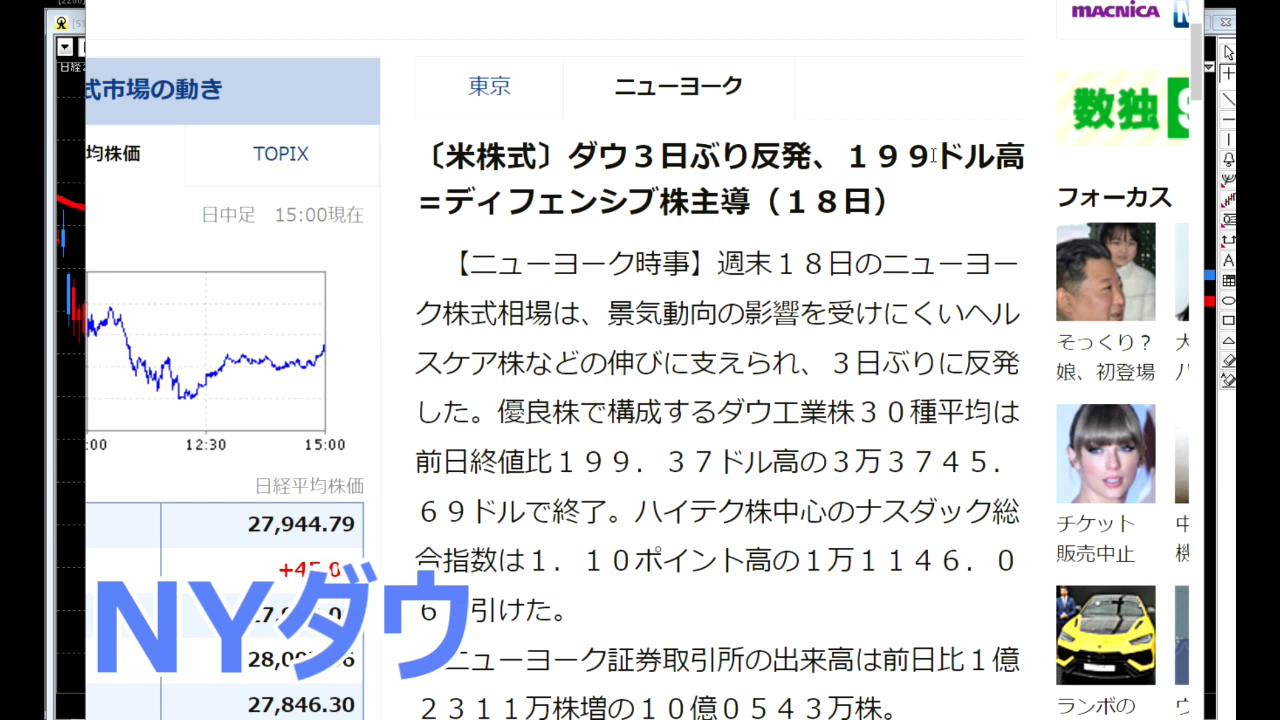 macnica
式市場の動き
東京
ニューヨーク
数独
均株価
TOPIX
〔米株式〕ダウ３日ぶり反発、１９９ドル高
＝ディフェンシブ株主導（１８日）
フォーカス
日中足 15:00現在
【ニューヨーク時事】週末１８日のニューヨー
ク株式相場は、景気動向の影響を受けにくいヘル
スケア株などの伸びに支えられ、３日ぶりに反発
した。優良株で構成するダウ工業株３０種平均は
前日終値比１９９．３７ドル高の３万３７４５．
６９ドルで終了。ハイテク株中心のナスダック総
合指数は１．１０ポイント高の１万１１４６．０
６で引けた。
ニューヨーク証券取引所の出来高は前日比１億
２３１１万株増の１０億０５４３万株。
:00
12:30
15:00
日経平均株価
27,944.79
27,846.30
NYダウ
そっくり？
娘、初登場
チケット
販売中止
ランボの